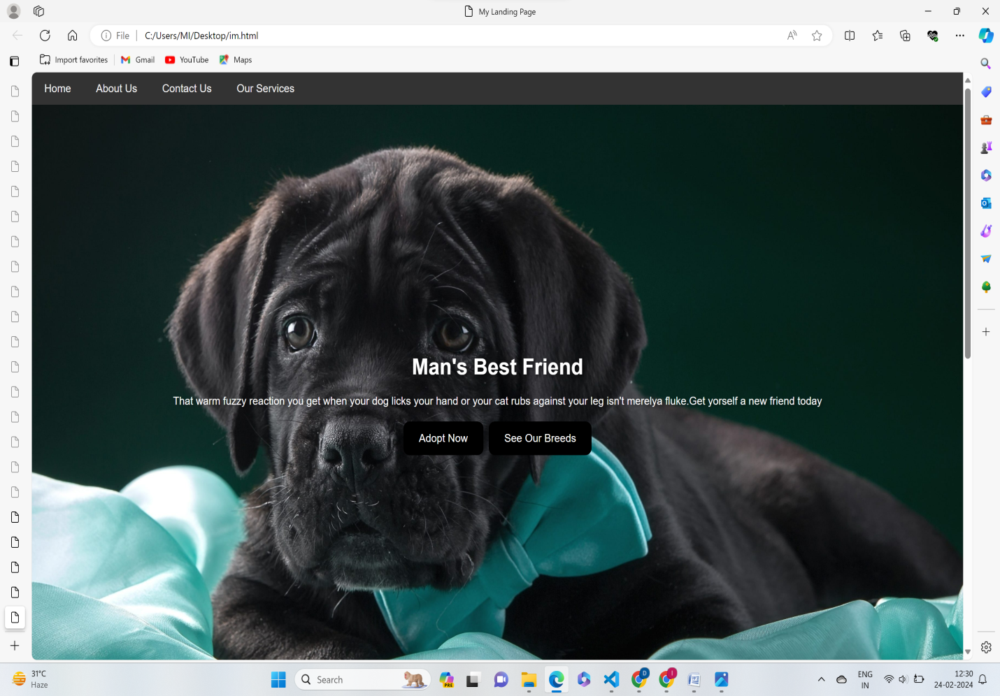 My Landing Page
File
C:/Users/MI/Desktop/im.html
Import favorites
Gmail
YouTube
Maps
Home
About Us
Contact Us
Our Services
Man's Best Friend
That warm fuzzy reaction you get when your dog licks your hand or your cat rubs against your leg isn't merelya fluke.Get yorself a new friend today
Adopt Now
See Our Breeds
31°C
Haze
Search
PRE
D
I
ENG
IN
12:30
24-02-2024